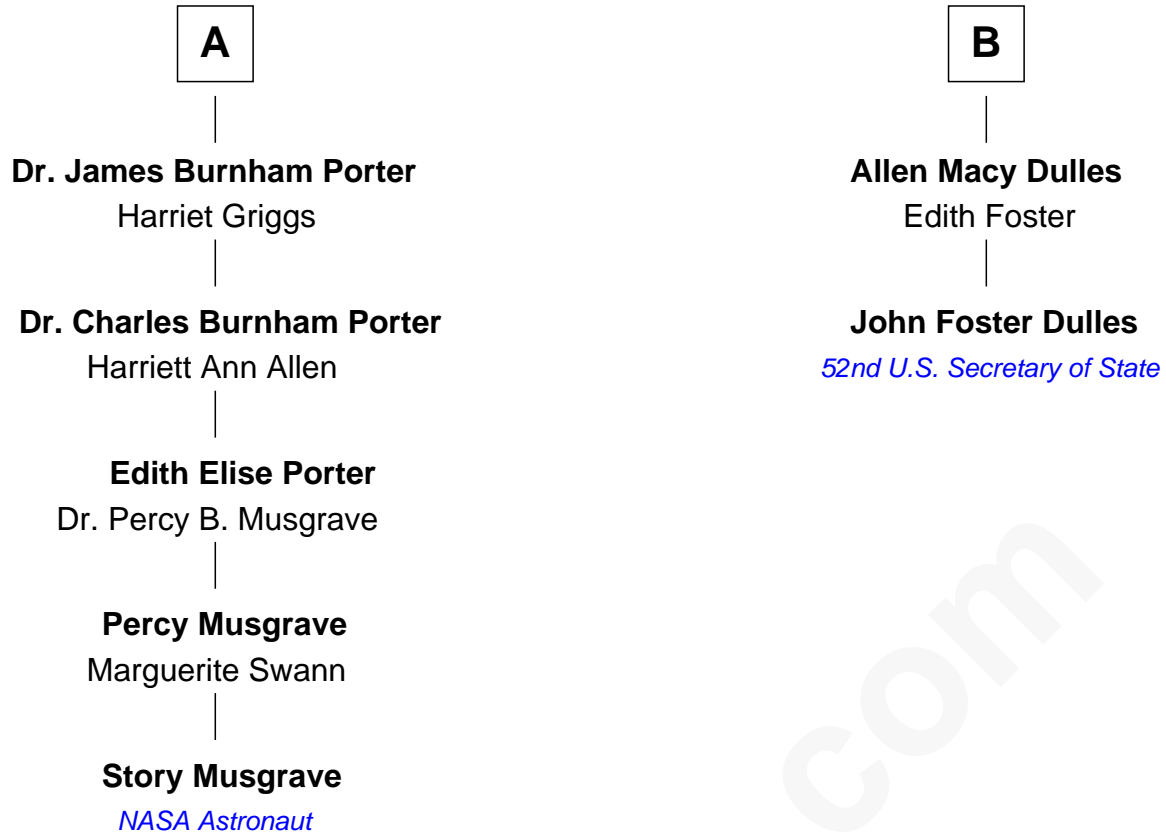 A
Dr. James Burnham Porter
Harriet Griggs
Dr. Charles Burnham Porter
Harriett Ann Allen
Edith Elise Porter
Dr. Percy B. Musgrave
Percy Musgrave
Marguerite Swann
Story Musgrave
NASA Astronaut
B
Allen Macy Dulles
Edith Foster
John Foster Dulles
52nd U.S. Secretary of State
com